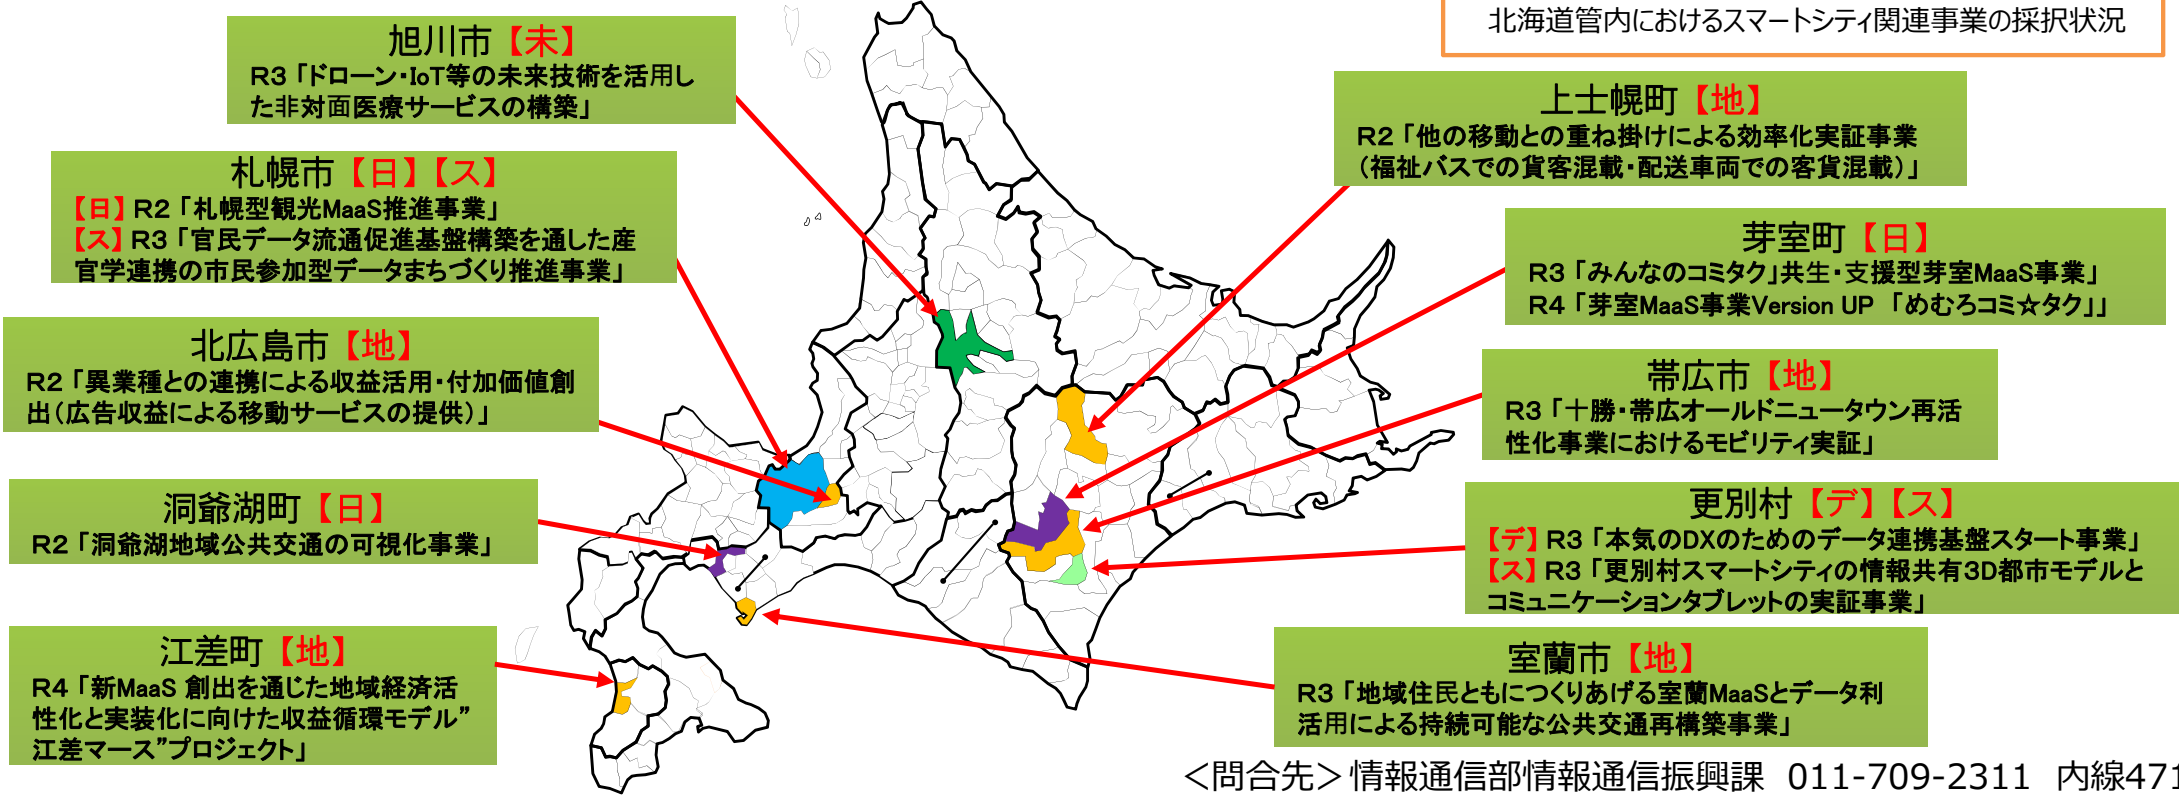 北海道管内におけるスマートシティ関連事業の採択状況
旭川市【未】
R3「ドローン・IoT等の未来技術を活用し
た非対面医療サービスの構築」
札幌市【日】【ス】
【日】R2「札幌型観光MaaS推進事業」
【ス】R3「官民データ流通促進基盤構築を通した産
官学連携の市民参加型データまちづくり推進事業」
北広島市【地】
R2「異業種との連携による収益活用・付加価値創
出(広告収益による移動サービスの提供)」
洞爺湖町【日】
R2「洞爺湖地域公共交通の可視化事業」
江差町【地】
R4「新MaaS 創出を通じた地域経済活
性化と実装化に向けた収益循環モデル”
江差マース”プロジェクト」
上士幌町【地】
R2「他の移動との重ね掛けによる効率化実証事業
(福祉バスでの貨客混載・配送車両での客貨混載)」
芽室町【日】
R3「みんなのコミタク」共生・支援型芽室MaaS事業」
R4「芽室MaaS事業Version UP 「めむろコミ☆タク」」
帯広市【地】
R3「十勝・帯広オールドニュータウン再活
性化事業におけるモビリティ実証」
更別村【デ】【ス】
【デ】R3「本気のDXのためのデータ連携基盤スタート事業」
【ス】R3「更別村スマートシティの情報共有3D都市モデルと
コミュニケーションタブレットの実証事業」
室蘭市【地】
R3「地域住民ともにつくりあげる室蘭MaaSとデータ利
活用による持続可能な公共交通再構築事業」
<問合先>情報通信部情報通信振興課 011-709-2311 内線471